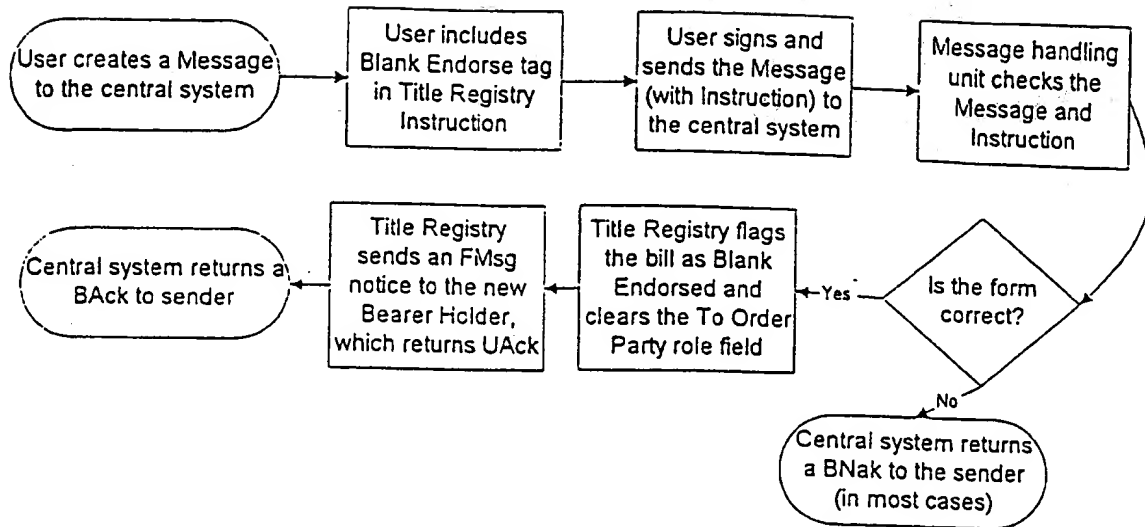 User creates a Message
to the central system
User includes
Blank Endorse tag
in Title Registry
Instruction
User signs and
sends the Message
(with Instruction) to
the central system
Message handling
unit checks the
Message and
Instruction
Is the form
correct?
Yes
Title Registry flags
the bill as Blank
Endorsed and
clears the To Order
Party role field
Title Registry
sends an FMsg
notice to the new
Bearer Holder,
which returns UAck
Central system returns a
BAck to sender
No
Central system returns
a BNak to the sender
(in most cases)